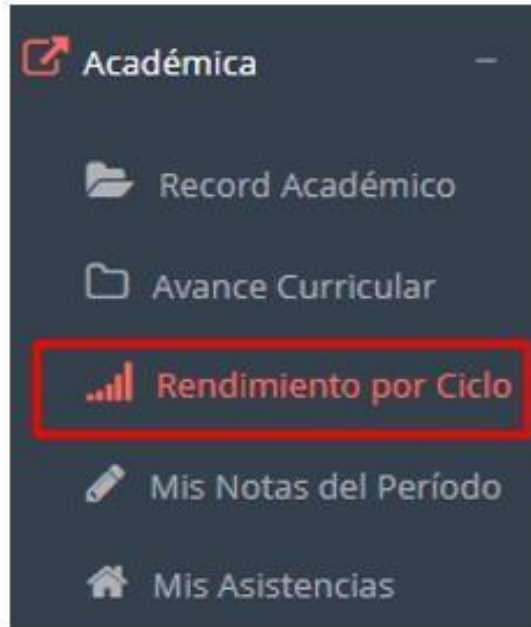 Académica
Record Académico
Avance Curricular
Rendimiento por Ciclo
Mis Notas del Período
Mis Asistencias